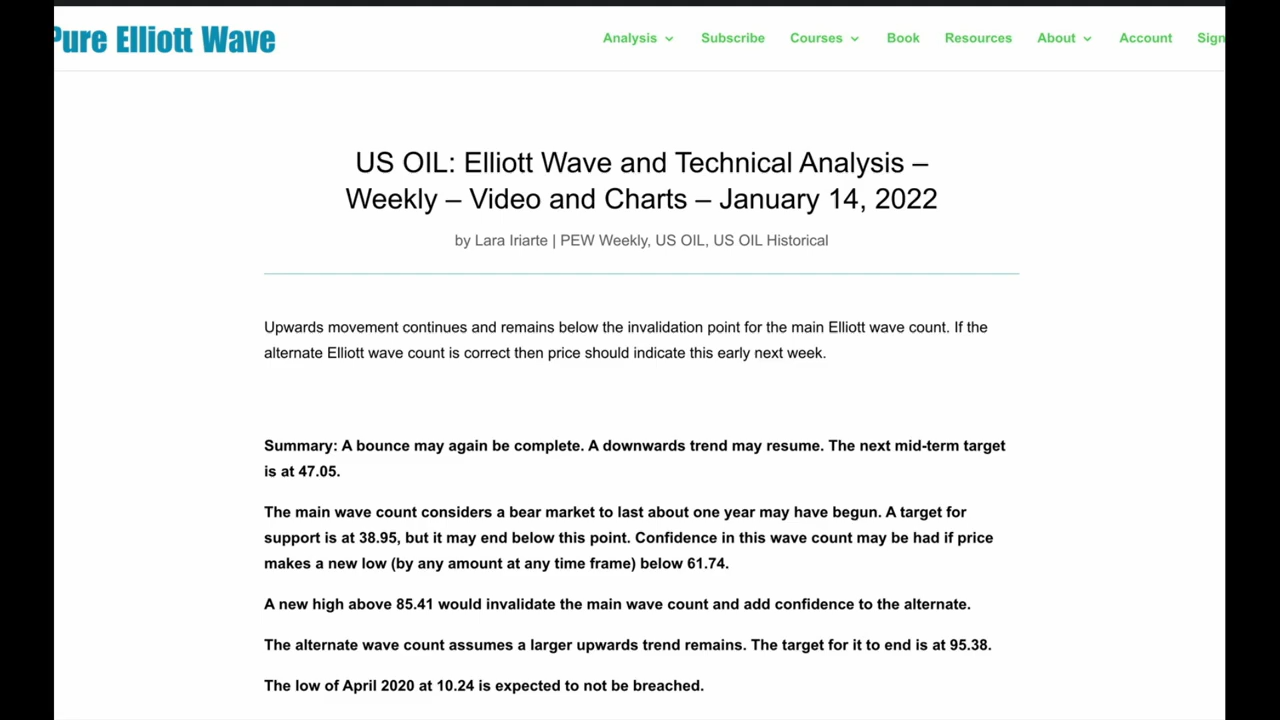 Pure Elliott Wave
Analysis Subscribe Courses Book Resources About Account Sign
US OIL: Elliott Wave and Technical Analysis –
Weekly – Video and Charts – January 14, 2022
by Lara Iriarte | PEW Weekly, US OIL, US OIL Historical
Upwards movement continues and remains below the invalidation point for the main Elliott wave count. If the
alternate Elliott wave count is correct then price should indicate this early next week.
Summary: A bounce may again be complete. A downwards trend may resume. The next mid-term target
is at 47.05.
The main wave count considers a bear market to last about one year may have begun. A target for
support is at 38.95, but it may end below this point. Confidence in this wave count may be had if price
makes a new low (by any amount at any time frame) below 61.74.
A new high above 85.41 would invalidate the main wave count and add confidence to the alternate.
The alternate wave count assumes a larger upwards trend remains. The target for it to end is at 95.38.
The low of April 2020 at 10.24 is expected to not be breached.